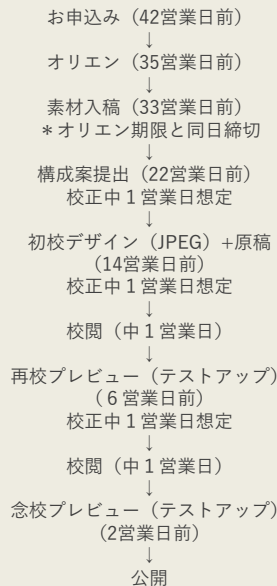 お申込み（42営業日前）
↓
オリエン（35営業日前）
↓
素材入稿（33営業日前）
＊オリエン期限と同日締切
↓
構成案提出（22営業日前）
校正中１営業日想定
↓
初校デザイン（JPEG）+原稿
（14営業日前）
校正中１営業日想定
↓
校閲（中１営業日）
↓
再校プレビュー（テストアップ）
（６営業日前）
校正中１営業日想定
↓
校閲（中１営業日）
↓
念校プレビュー（テストアップ）
（2営業日前）
↓
公開